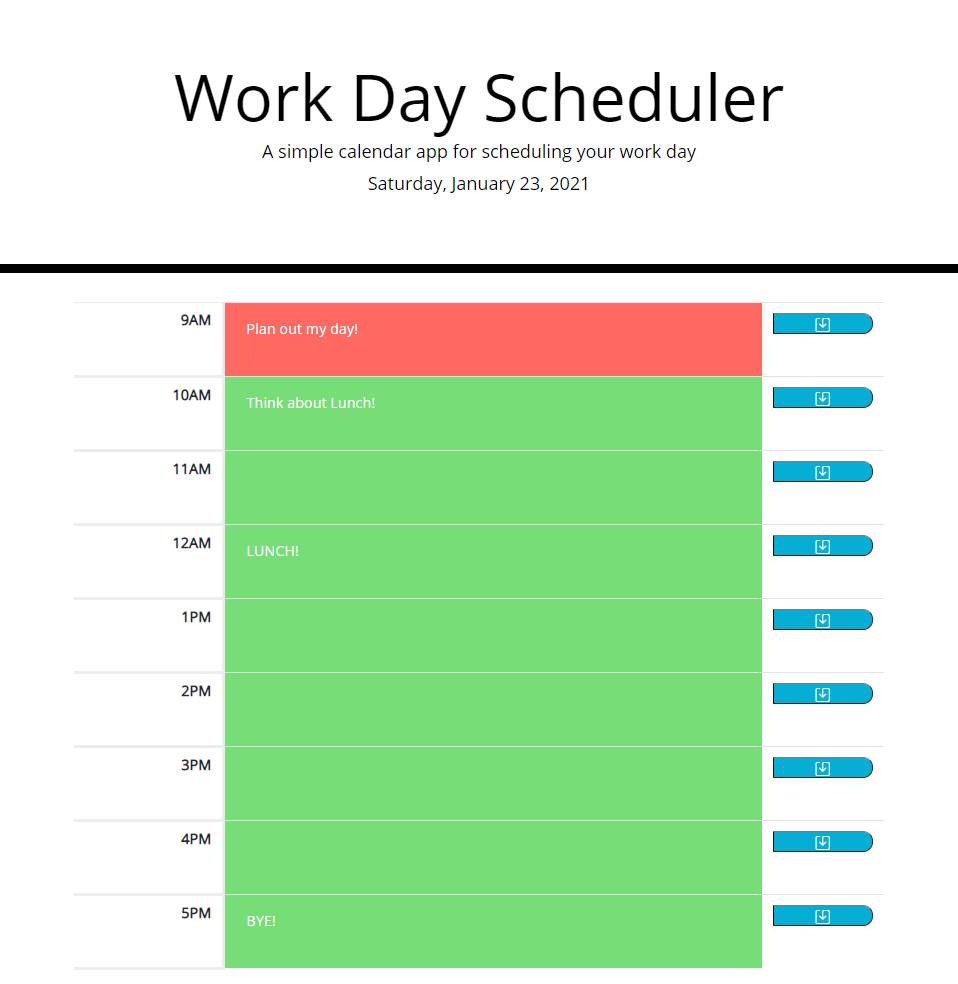 Work Day Scheduler
A simple calendar app for scheduling your work day
Saturday, January 23, 2021
9AM Plan out my day!
10AM Think about Lunch!
11AM
12AM LUNCH!
1PM
2PM
3PM
4PM
5PM BYE!